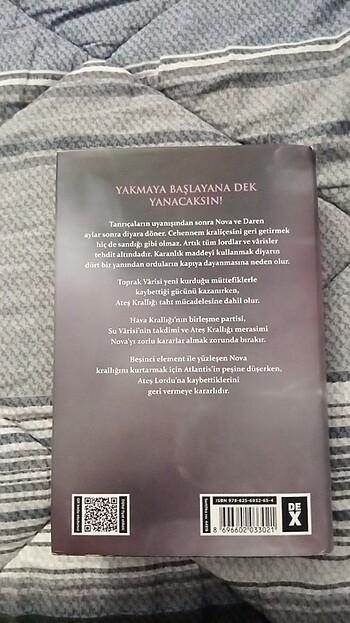 YAKMAYA BAŞLAYANA DEK
YANACAKSIN!
Tanrıçaların uyanışından sonra Nova ve Daren
aylar sonra diyara döner. Cehennem kraliçesini geri getirmek
hiç de sandığı gibi olmaz. Artık tüm lordlar ve vârisler
tehdit altındadır. Karanlık maddeyi kullanmak diyarın
dört bir yanından orduların kapıya dayanmasına neden olur.
Toprak Vârisi yeni kurduğu müttefiklerle
kaybettiği gücünü kazanırken,
Ateş Krallığı taht mücadelesine dahil olur.
Hava Krallığı'nın birleşme partisi,
Su Vârisi'nin takdimi ve Ateş Krallığı merasimi
Nova'yı zorlu kararlar almak zorunda bırakır.
Beşinci element ile yüzleşen Nova
krallığını kurtarmak için Atlantis'in peşine düşerken,
Ateş Lordu'na kaybettiklerini
geri vermeye kararlıdır.
ISBN 978-625-6932-65-4
8 696602 033021
DE
X